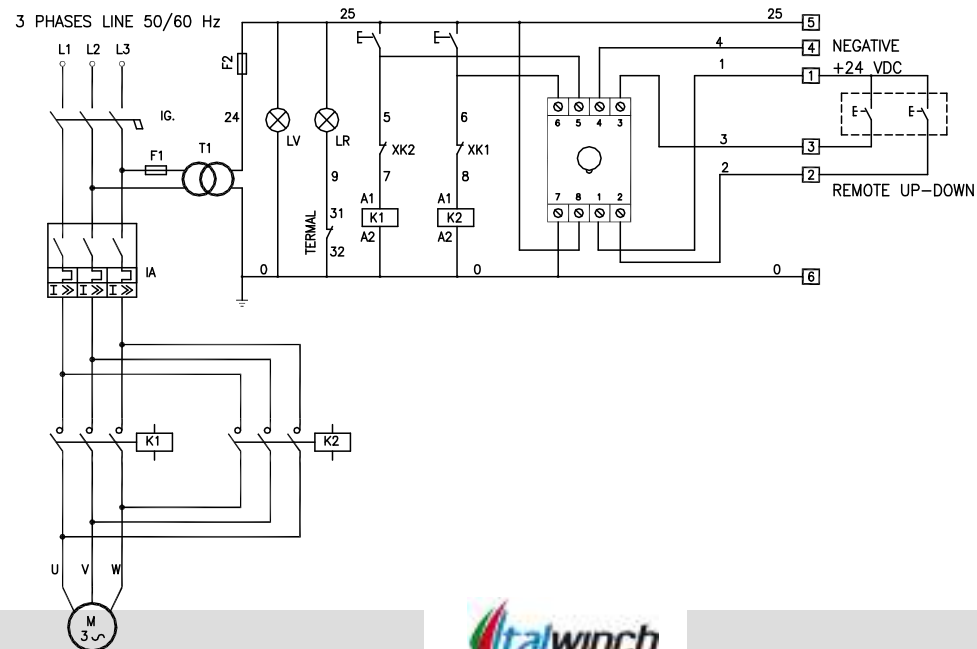 3 PHASES LINE 50/60 Hz
L1 L2 L3
IG.
F1
T1
F2
24
25
25
5
4 NEGATIVE
4
1
1 +24 VDC
E E
E E
LV
LR
9
31
TERMAL
32
5
XK2
7
A1
K1
A2
6
XK1
8
A1
K2
A2
6 5 4 3
7 8 1 2
3
3
2
2
REMOTE UP-DOWN
0
0
0
6
IA
I>> I>> I>>
K1
K2
U V W
M
3
Italwinch